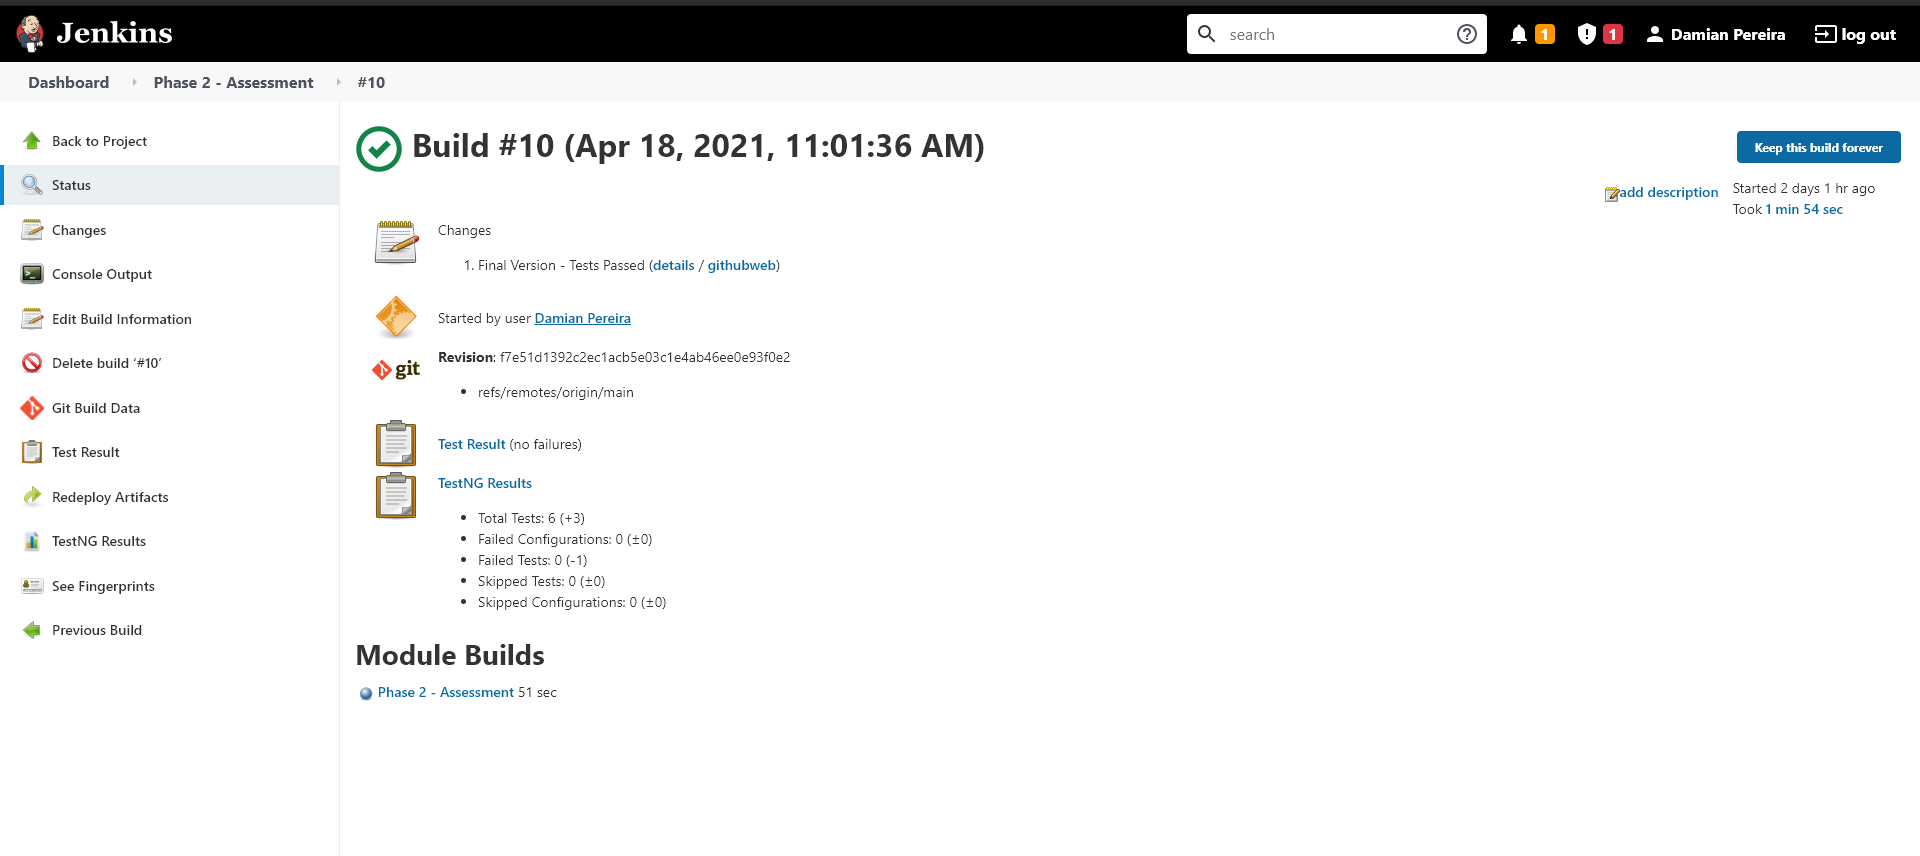 Jenkins
search
1
1
Damian Pereira
log out
Dashboard
Phase 2 - Assessment
#10
Back to Project
Status
Changes
Console Output
Edit Build Information
Delete build ‘#10’
Git Build Data
Test Result
Redeploy Artifacts
TestNG Results
See Fingerprints
Previous Build
Build #10 (Apr 18, 2021, 11:01:36 AM)
Keep this build forever
add description
Started 2 days 1 hr ago
Took 1 min 54 sec
Changes
1. Final Version - Tests Passed (details / githubweb)
Started by user Damian Pereira
git
Revision: f7e51d1392c2ec1acb5e03c1e4ab46ee0e93f0e2
• refs/remotes/origin/main
Test Result (no failures)
TestNG Results
• Total Tests: 6 (+3)
• Failed Configurations: 0 (±0)
• Failed Tests: 0 (-1)
• Skipped Tests: 0 (±0)
• Skipped Configurations: 0 (±0)
Module Builds
Phase 2 - Assessment 51 sec